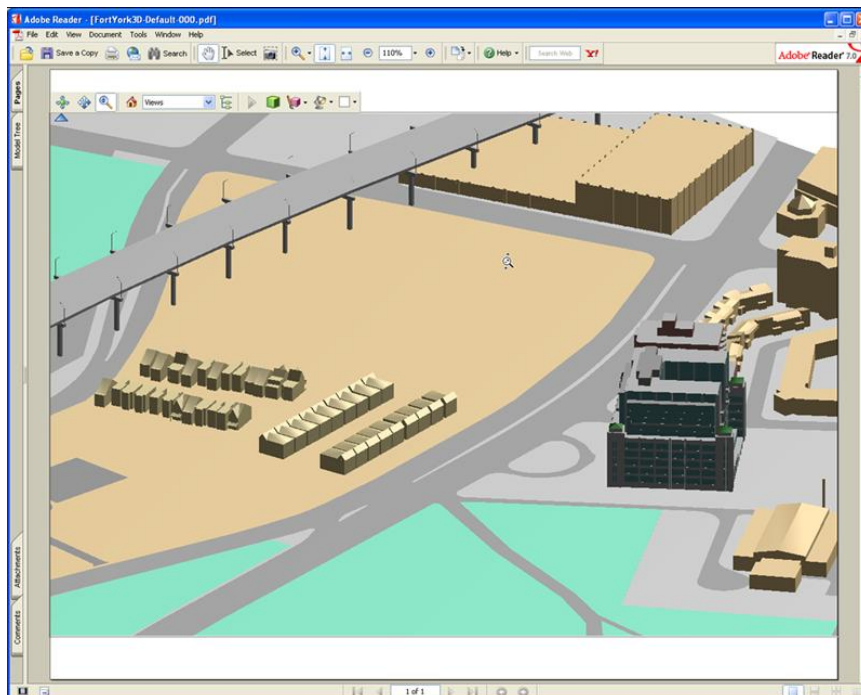 Adobe Reader - [FortYork3D-Default-000.pdf]
File Edit View Document Tools Window Help
Save a Copy Search Select 110% Help Search Web Y! Adobe Reader 7.0
Pages
Views
Model Tree
Attachments
Comments
1 of 1